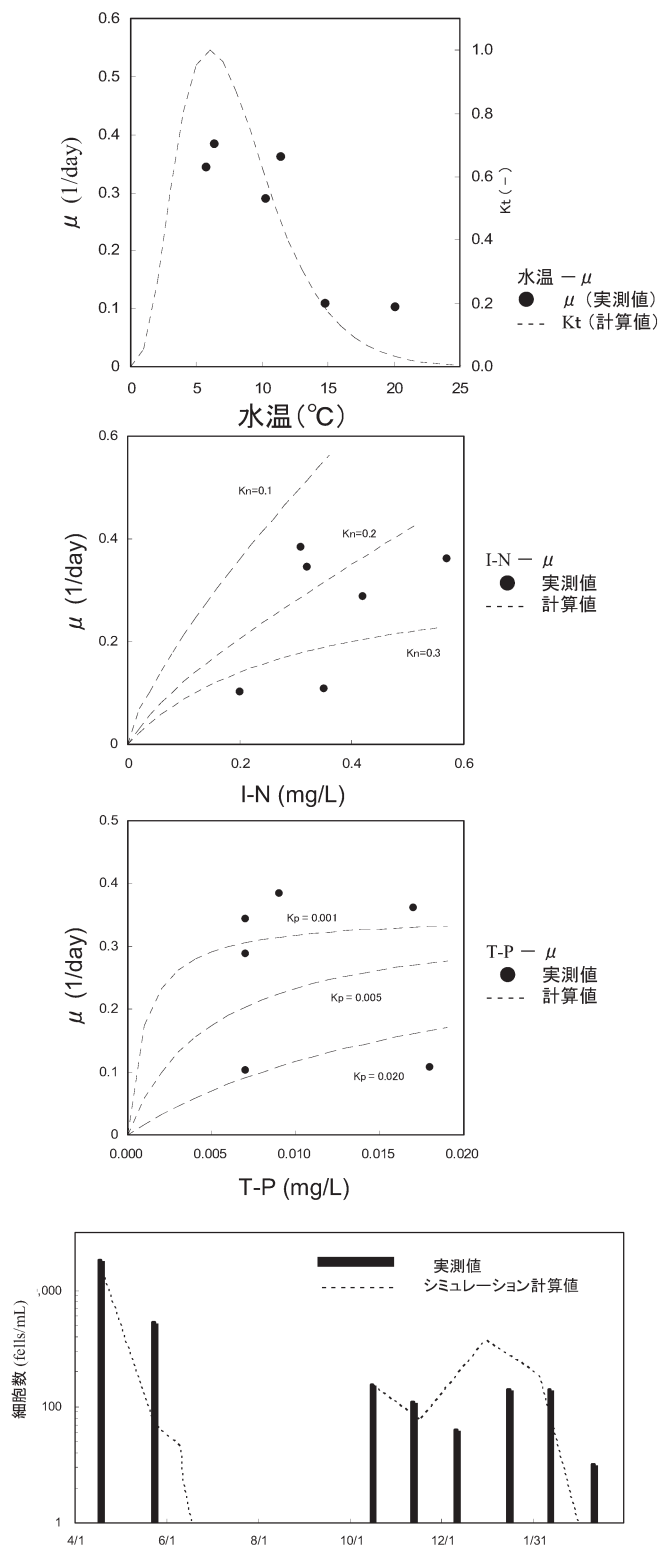 0.6
0.5
0.4
0.3
0.2
0.1
0
μ (1/day)
1.0
0.8
0.6
0.4
0.2
0.0
Kt (-)
0 5 10 15 20 25
水温(℃)
水温 - μ
μ (実測値)
Kt (計算値)
0.6
0.4
0.2
0
μ (1/day)
Kn=0.1
Kn=0.2
Kn=0.3
0 0.2 0.4 0.6
I-N (mg/L)
I-N - μ
実測値
計算値
0.5
0.4
0.3
0.2
0.1
0
μ (1/day)
Kp = 0.001
Kp = 0.005
Kp = 0.020
0.000 0.005 0.010 0.015 0.020
T-P (mg/L)
T-P - μ
実測値
計算値
,000
100
1
細胞数 (fells/mL)
実測値
シミュレーション計算値
4/1 6/1 8/1 10/1 12/1 1/31